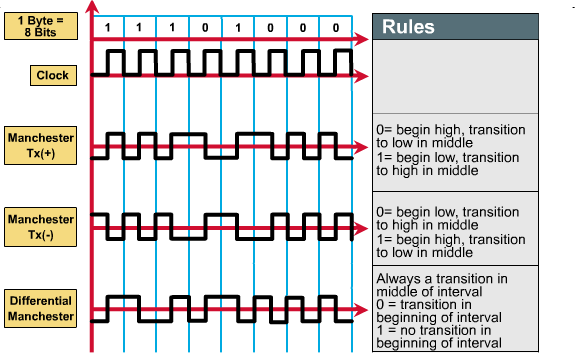 1 Byte =
8 Bits
1 1 1 0 1 0 0 0
Rules
Clock
Manchester
Tx(+)
0= begin high, transition
to low in middle
1= begin low, transition
to high in middle
Manchester
Tx(-)
0= begin low, transition
to high in middle
1= begin high, transition
to low in middle
Differential
Manchester
Always a transition in
middle of interval
0 = transition in
beginning of interval
1 = no transition in
beginning of interval